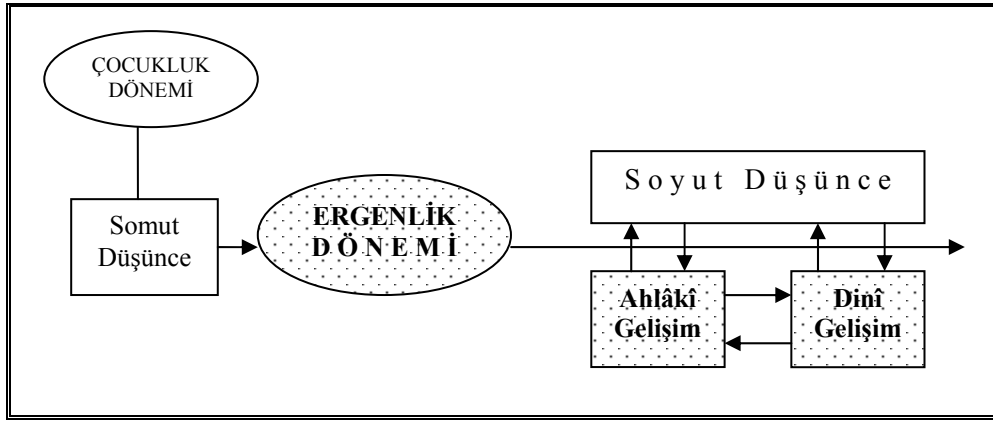 ÇOCUKLUK
DÖNEMİ
Somut
Düşünce
ERGENLİK
DÖNEMİ
Soyut Düşünce
Ahlâkî
Gelişim
Dinî
Gelişim